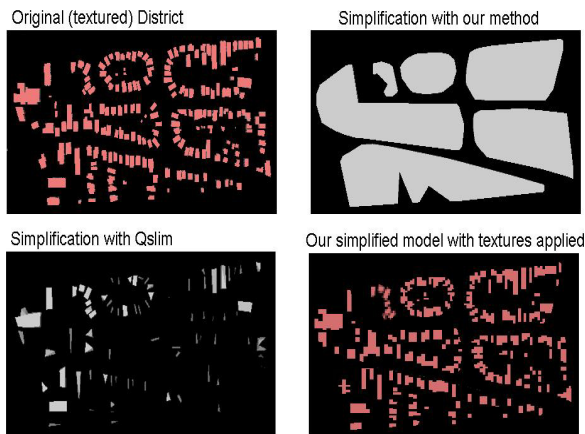 Original (textured) District
Simplification with our method
Simplification with Qslim
Our simplified model with textures applied